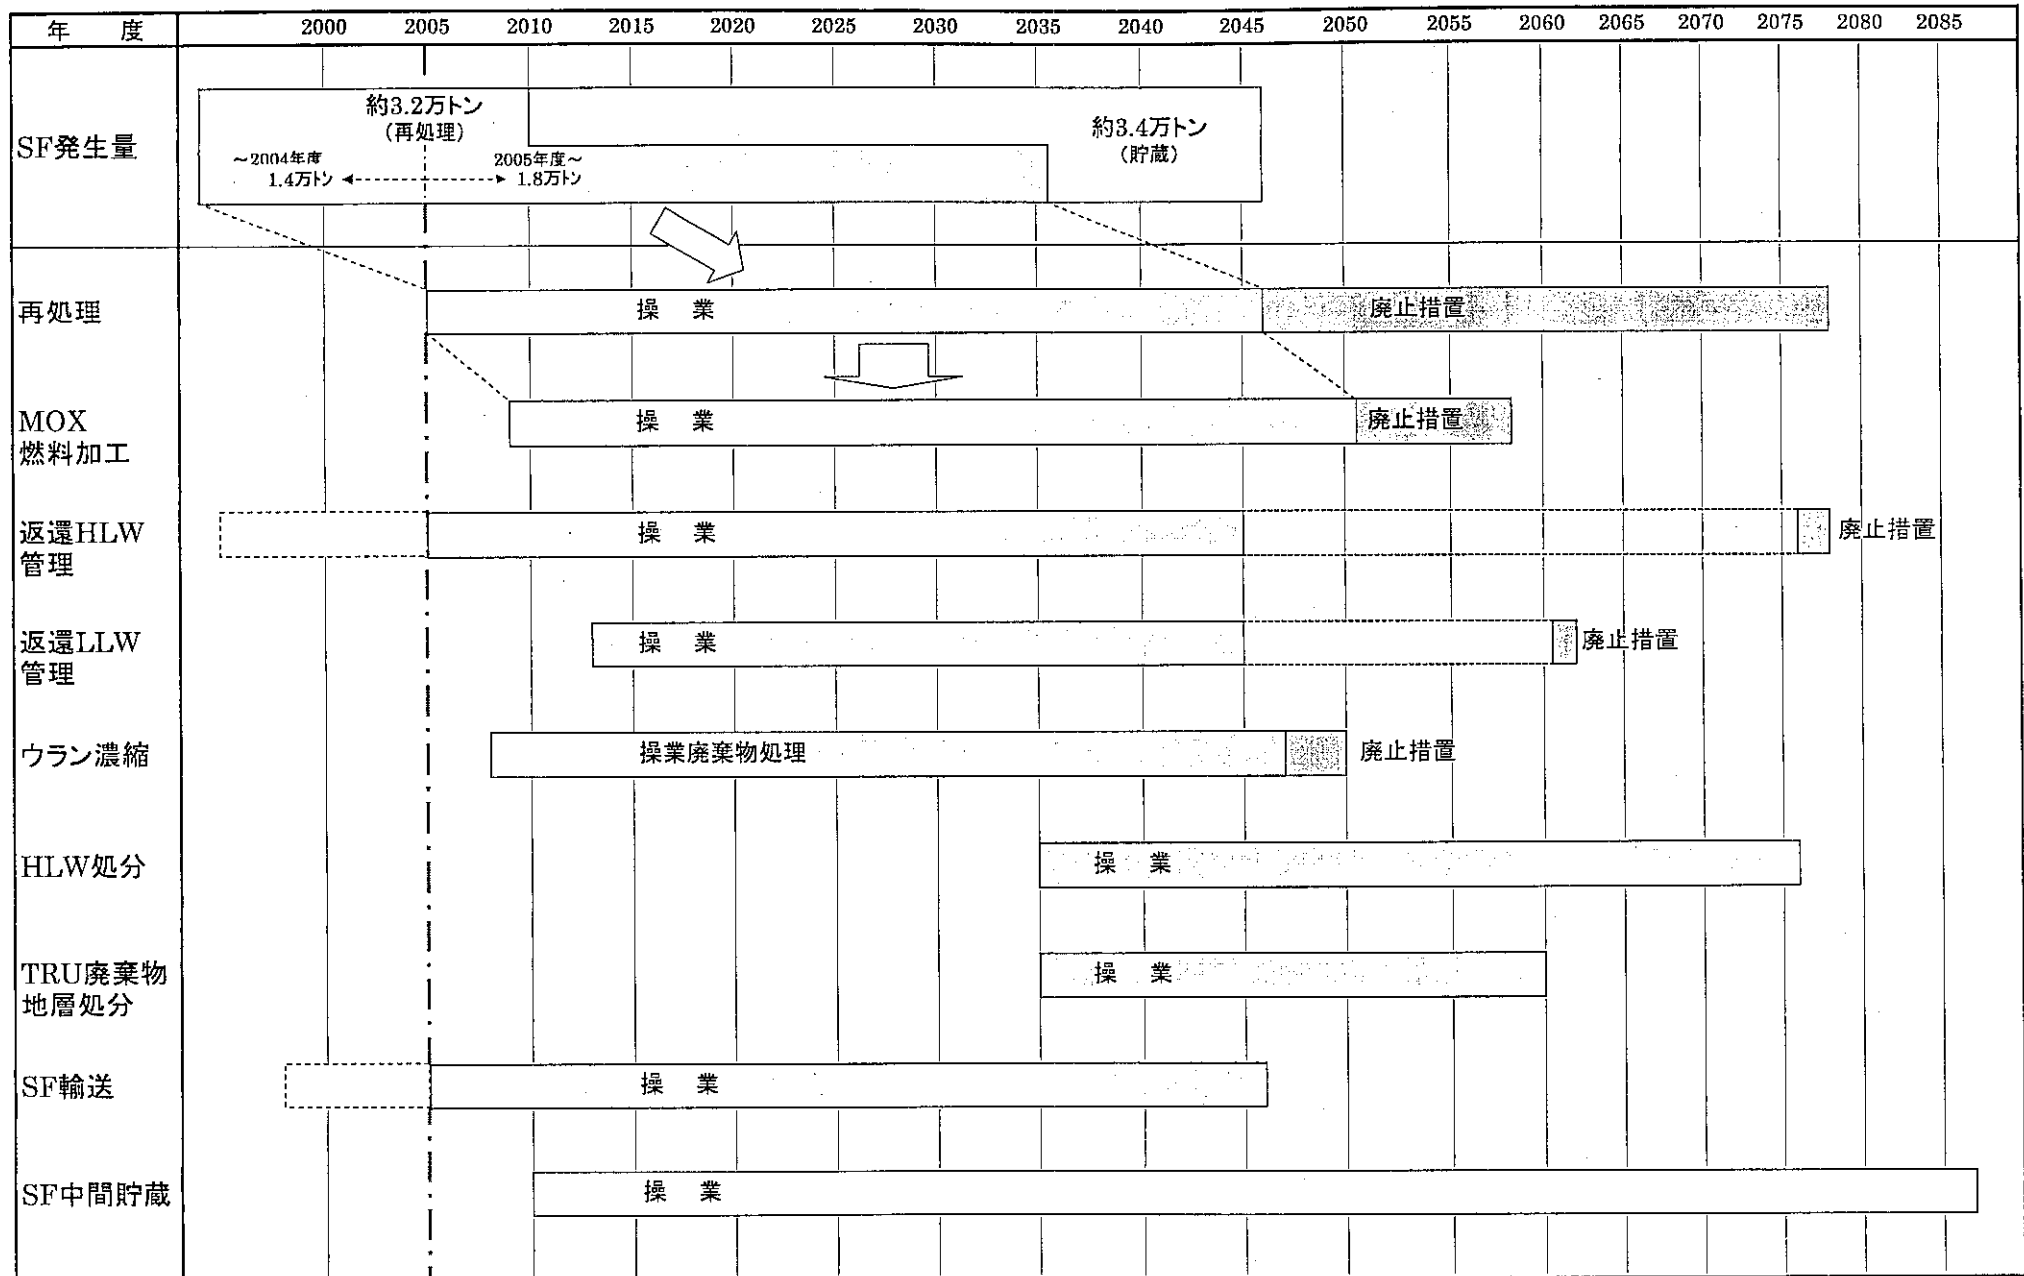 年 度 2000 2005 2010 2015 2020 2025 2030 2035 2040 2045 2050 2055 2060 2065 2070 2075 2080 2085
SF発生量
約3.2万トン
(再処理)
~2004年度
1.4万トン
2005年度~
1.8万トン
約3.4万トン
(貯蔵)
再処理
操 業
廃止措置
MOX
燃料加工
操 業
廃止措置
返還HLW
管理
操 業
廃止措置
返還LLW
管理
操 業
廃止措置
ウラン濃縮
操業廃棄物処理
廃止措置
HLW処分
操 業
TRU廃棄物
地層処分
操 業
SF輸送
操 業
SF中間貯蔵
操 業